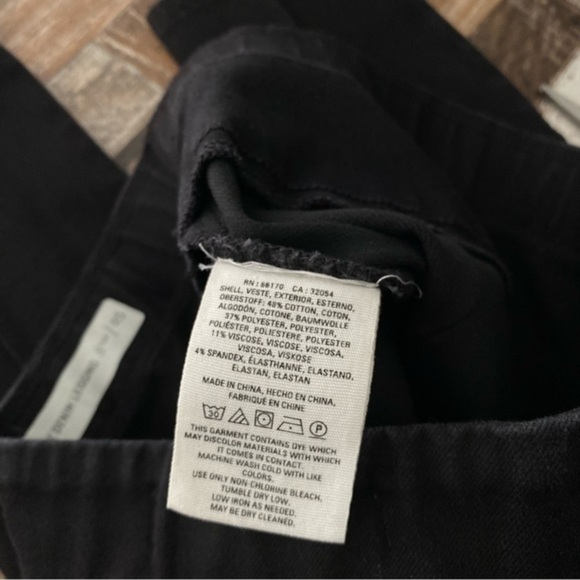 RN : 66170 CA : 32054
SHELL, VESTE, EXTERIOR, ESTERNO,
OBERSTOFF: 48% COTTON, COTON,
ALGODÓN, COTONE, BAUMWOLLE
37% POLYESTER, POLYESTER,
POLIÉSTER, POLIESTERE, POLYESTER
11% VISCOSE, VISCOSE, VISCOSA,
VISCOSA, VISKOSE
4% SPANDEX, ÉLASTHANNE, ELASTANO,
ELASTAN, ELASTAN
MADE IN CHINA, HECHO EN CHINA,
FABRIQUÉ EN CHINE
30 P
THIS GARMENT CONTAINS DYE WHICH
MAY DISCOLOR MATERIALS WITH WHICH
IT COMES IN CONTACT.
MACHINE WASH COLD WITH LIKE
COLORS.
USE ONLY NON-CHLORINE BLEACH.
TUMBLE DRY LOW.
LOW IRON AS NEEDED.
MAY BE DRY CLEANED.